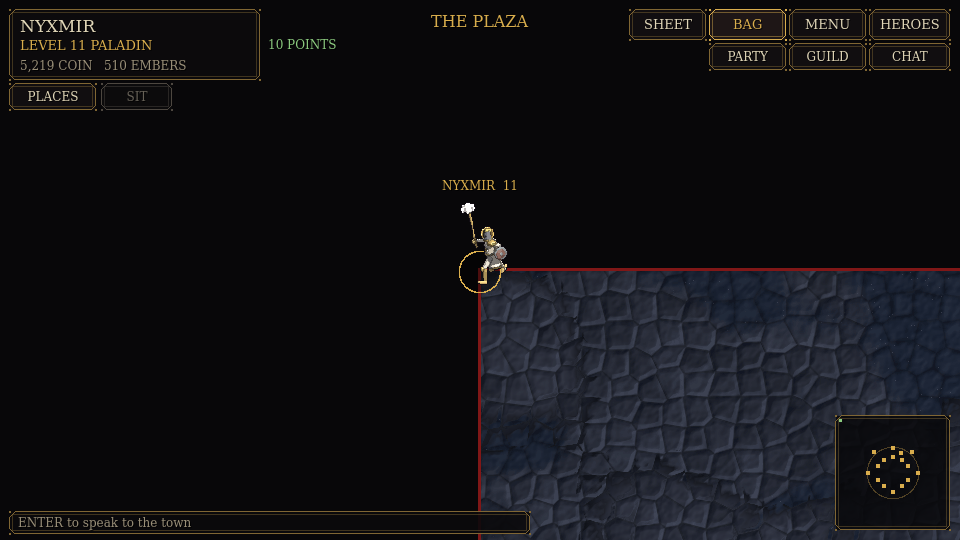 NYXMIR
LEVEL 11 PALADIN
5,219 COIN 510 EMBERS
10 POINTS
THE PLAZA
SHEET
BAG
MENU
HEROES
PARTY
GUILD
CHAT
PLACES
SIT
NYXMIR 11
ENTER to speak to the town